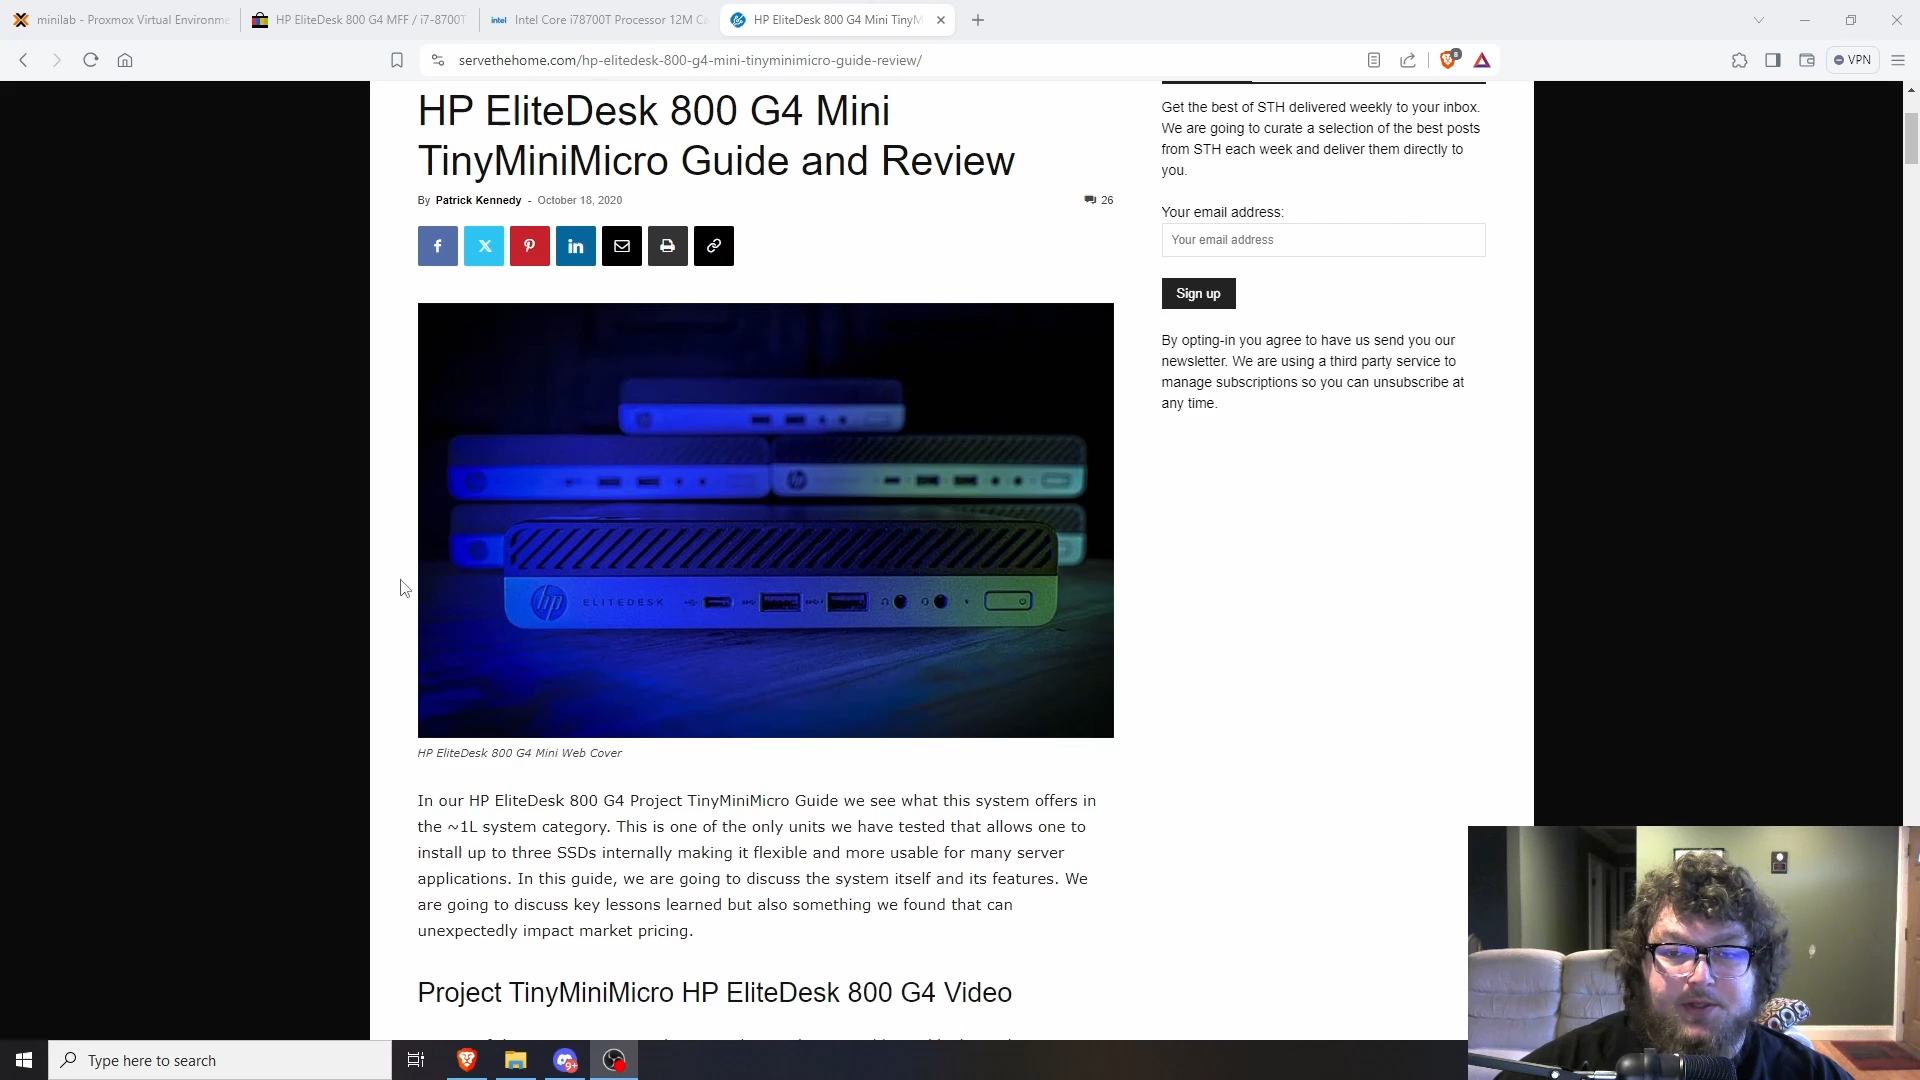 minilab - Proxmox Virtual Environme
HP EliteDesk 800 G4 MFF / i7-8700T
intel
Intel Core i78700T Processor 12M Ca
HP EliteDesk 800 G4 Mini TinyM
servethehome.com/hp-elitedesk-800-g4-mini-tinyminimicro-guide-review/
8
VPN
HP EliteDesk 800 G4 Mini
TinyMiniMicro Guide and Review
By Patrick Kennedy - October 18, 2020
26
hp
ELITEDESK
HP EliteDesk 800 G4 Mini Web Cover
In our HP EliteDesk 800 G4 Project TinyMiniMicro Guide we see what this system offers in
the ~1L system category. This is one of the only units we have tested that allows one to
install up to three SSDs internally making it flexible and more usable for many server
applications. In this guide, we are going to discuss the system itself and its features. We
are going to discuss key lessons learned but also something we found that can
unexpectedly impact market pricing.
Project TinyMiniMicro HP EliteDesk 800 G4 Video
Get the best of STH delivered weekly to your inbox.
We are going to curate a selection of the best posts
from STH each week and deliver them directly to
you.
Your email address:
Your email address
Sign up
By opting-in you agree to have us send you our
newsletter. We are using a third party service to
manage subscriptions so you can unsubscribe at
any time.
Type here to search
9+